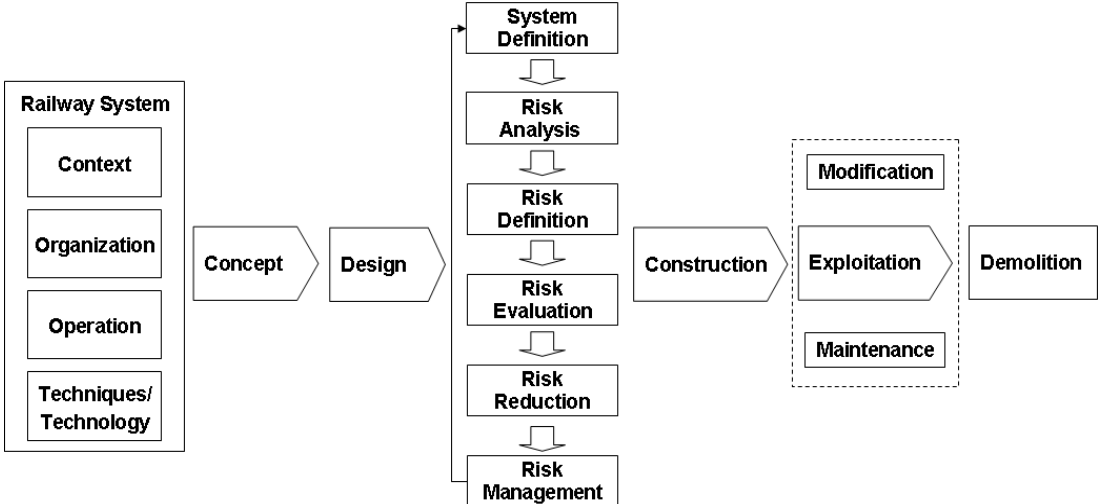 Railway System
Context
Organization
Operation
Techniques/
Technology
Concept
Design
System
Definition
Risk
Analysis
Risk
Definition
Risk
Evaluation
Risk
Reduction
Risk
Management
Construction
Modification
Exploitation
Maintenance
Demolition